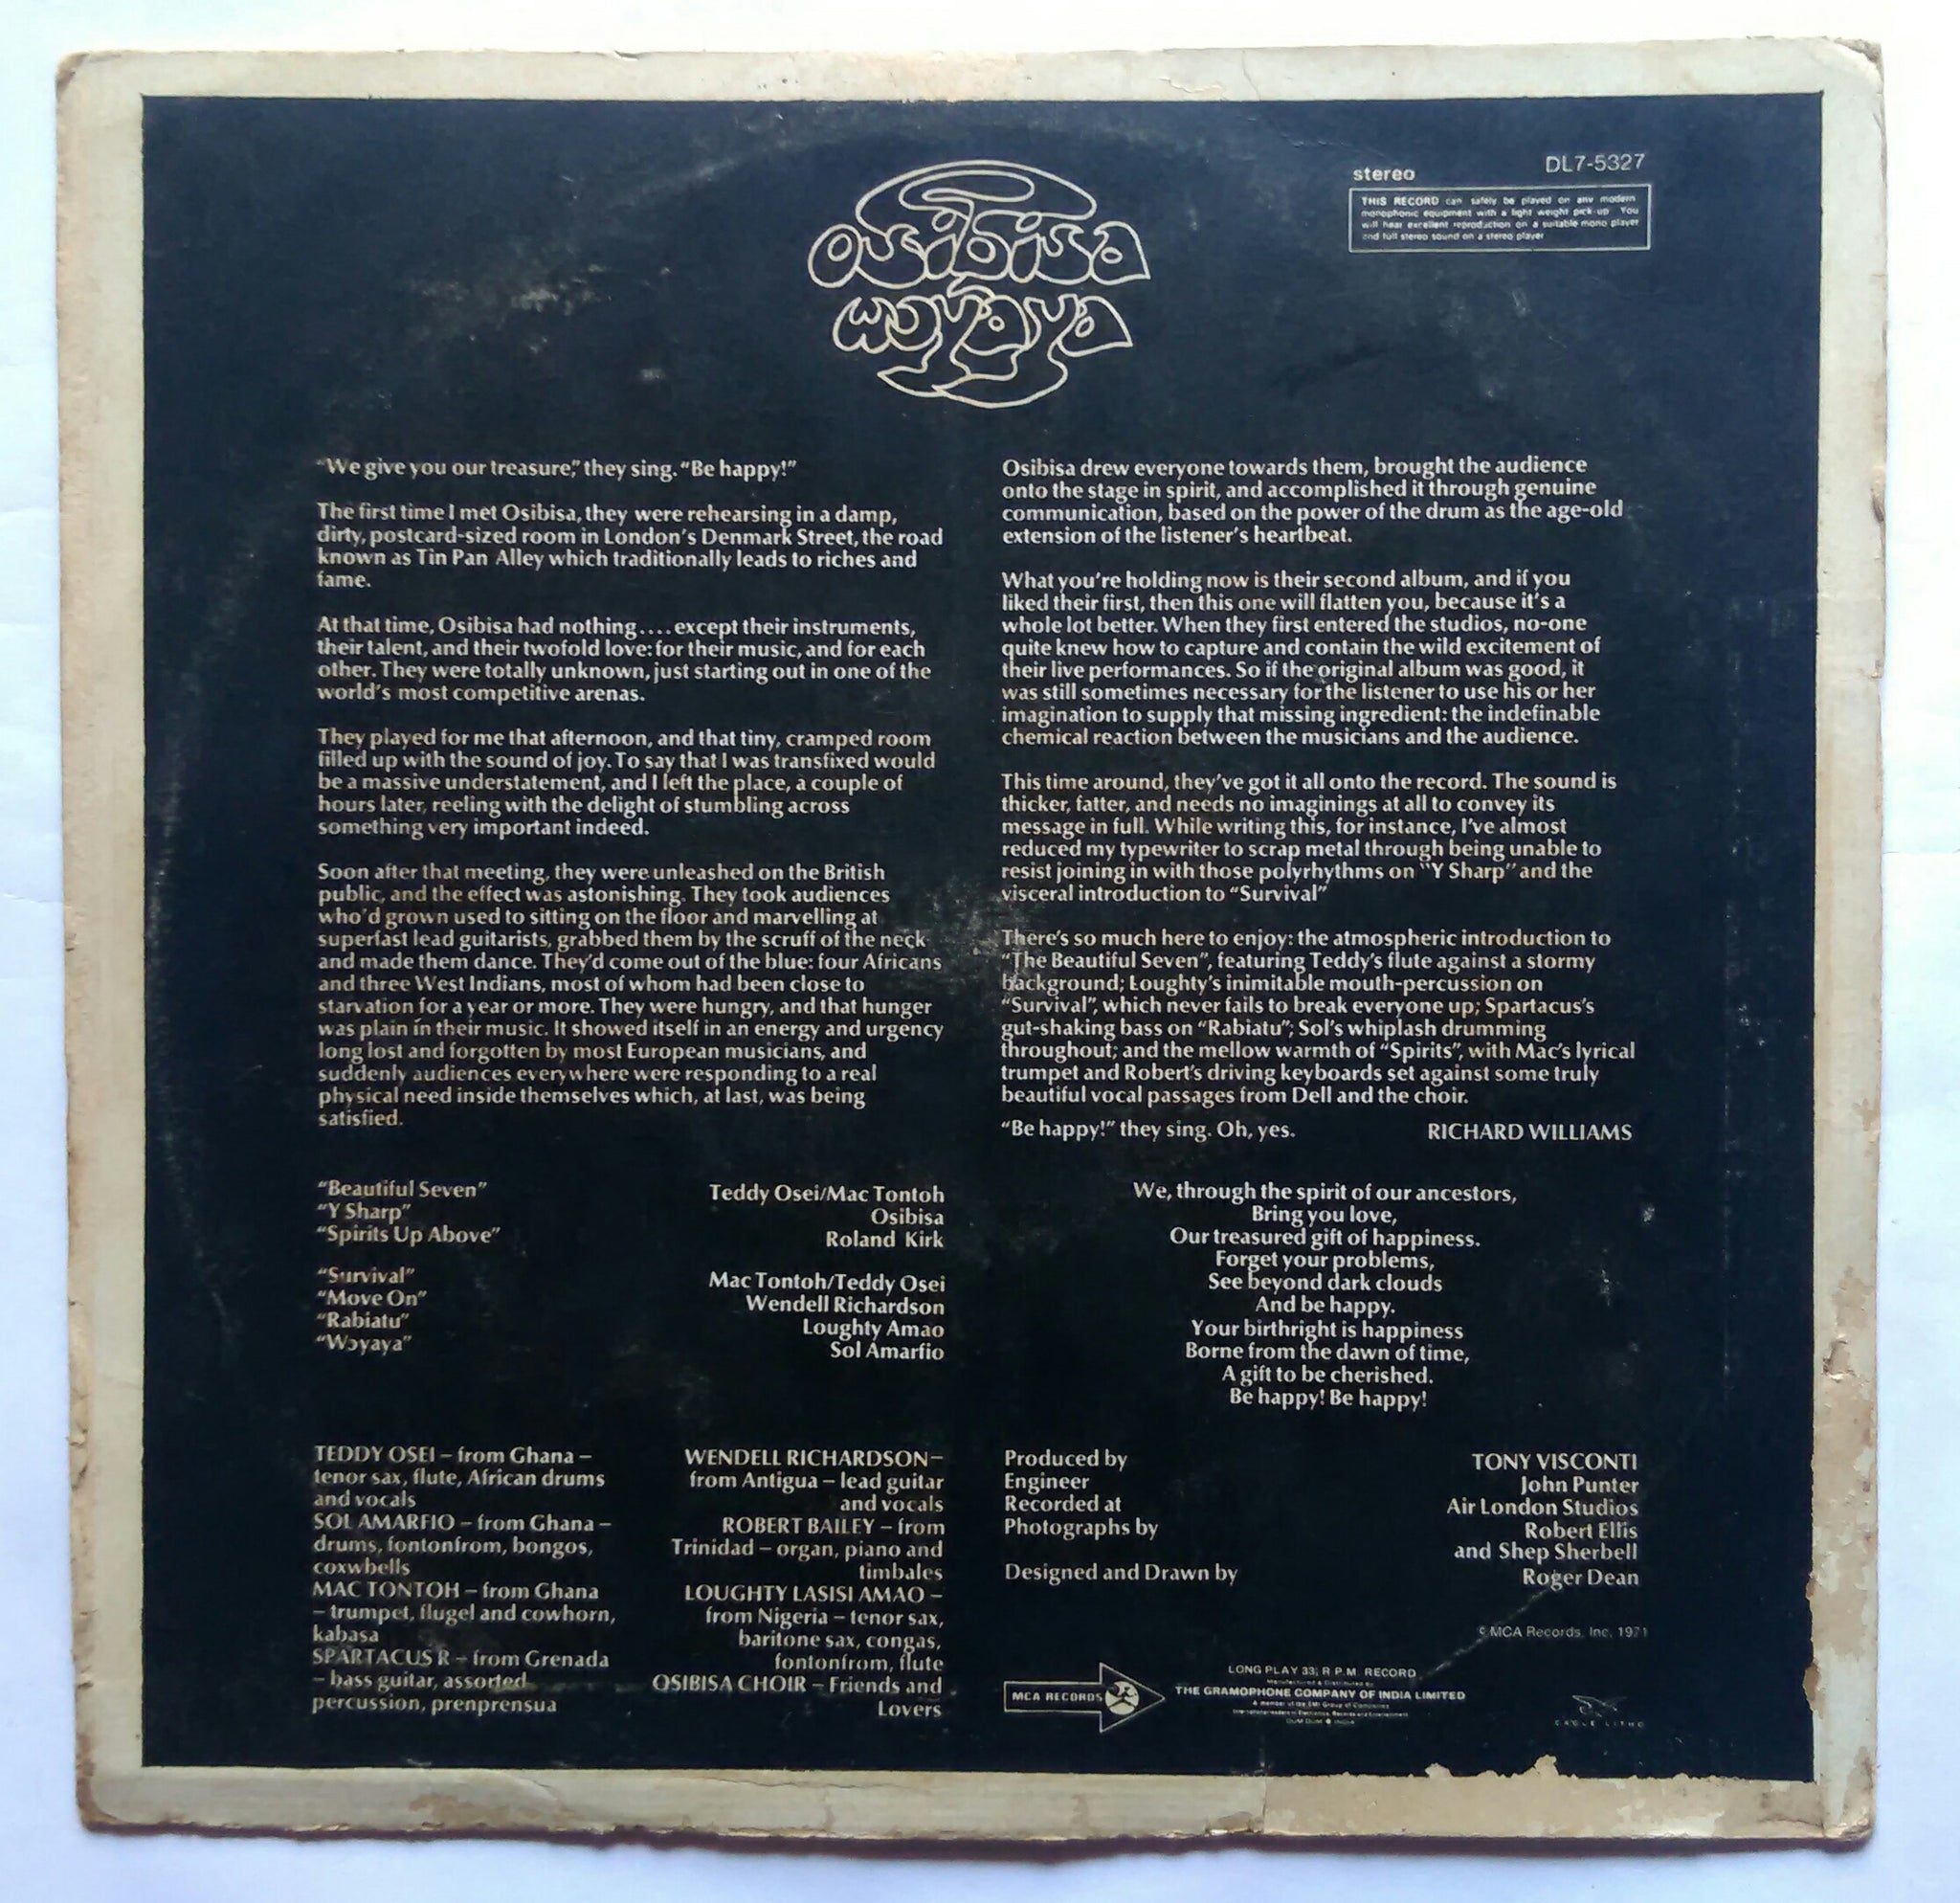 OSIBISA
WOYAYA
stereo DL7-5327
THIS RECORD can safely be played on any modern
monophonic equipment with a light weight pick-up You
will hear excellent reproduction on a suitable mono player
and full stereo sound on a stereo player
“We give you our treasure,” they sing. “Be happy!”
The first time I met Osibisa, they were rehearsing in a damp,
dirty, postcard-sized room in London's Denmark Street, the road
known as Tin Pan Alley which traditionally leads to riches and
fame.
At that time, Osibisa had nothing....except their instruments,
their talent, and their twofold love: for their music, and for each
other. They were totally unknown, just starting out in one of the
world's most competitive arenas.
They played for me that afternoon, and that tiny, cramped room
filled up with the sound of joy. To say that I was transfixed would
be a massive understatement, and I left the place, a couple of
hours later, reeling with the delight of stumbling across
something very important indeed.
Soon after that meeting, they were unleashed on the British
public, and the effect was astonishing. They took audiences
who'd grown used to sitting on the floor and marvelling at
superfast lead guitarists, grabbed them by the scruff of the neck
and made them dance. They'd come out of the blue: four Africans
and three West Indians, most of whom had been close to
starvation for a year or more. They were hungry, and that hunger
was plain in their music. It showed itself in an energy and urgency
long lost and forgotten by most European musicians, and
suddenly audiences everywhere were responding to a real
physical need inside themselves which, at last, was being
satisfied.
Osibisa drew everyone towards them, brought the audience
onto the stage in spirit, and accomplished it through genuine
communication, based on the power of the drum as the age-old
extension of the listener's heartbeat.
What you're holding now is their second album, and if you
liked their first, then this one will flatten you, because it's a
whole lot better. When they first entered the studios, no-one
quite knew how to capture and contain the wild excitement of
their live performances. So if the original album was good, it
was still sometimes necessary for the listener to use his or her
imagination to supply that missing ingredient: the indefinable
chemical reaction between the musicians and the audience.
This time around, they've got it all onto the record. The sound is
thicker, fatter, and needs no imaginings at all to convey its
message in full. While writing this, for instance, I've almost
reduced my typewriter to scrap metal through being unable to
resist joining in with those polyrhythms on “Y Sharp” and the
visceral introduction to “Survival”
There's so much here to enjoy: the atmospheric introduction to
“The Beautiful Seven”, featuring Teddy's flute against a stormy
background; Loughty's inimitable mouth-percussion on
“Survival”, which never fails to break everyone up; Spartacus's
gut-shaking bass on “Rabiatu”; Sol's whiplash drumming
throughout; and the mellow warmth of “Spirits”, with Mac's lyrical
trumpet and Robert's driving keyboards set against some truly
beautiful vocal passages from Dell and the choir.
“Be happy!” they sing. Oh, yes. RICHARD WILLIAMS
“Beautiful Seven” Teddy Osei/Mac Tontoh
“Y Sharp” Osibisa
“Spirits Up Above” Roland Kirk
“Survival” Mac Tontoh/Teddy Osei
“Move On” Wendell Richardson
“Rabiatu” Loughty Amao
“Wɔyaya” Sol Amarfio
We, through the spirit of our ancestors,
Bring you love,
Our treasured gift of happiness.
Forget your problems,
See beyond dark clouds
And be happy.
Your birthright is happiness
Borne from the dawn of time,
A gift to be cherished.
Be happy! Be happy!
TEDDY OSEI – from Ghana –
tenor sax, flute, African drums
and vocals
SOL AMARFIO – from Ghana –
drums, fontonfrom, bongos,
coxwbells
MAC TONTOH – from Ghana
– trumpet, flugel and cowhorn,
kabasa
SPARTACUS R – from Grenada
– bass guitar, assorted
percussion, prenprensua
WENDELL RICHARDSON–
from Antigua – lead guitar
and vocals
ROBERT BAILEY – from
Trinidad – organ, piano and
timbales
LOUGHTY LASISI AMAO –
from Nigeria – tenor sax,
baritone sax, congas,
fontonfrom, flute
OSIBISA CHOIR – Friends and
Lovers
Produced by TONY VISCONTI
Engineer John Punter
Recorded at Air London Studios
Photographs by Robert Ellis
and Shep Sherbell
Designed and Drawn by Roger Dean
© MCA Records, Inc. 1971
MCA RECORDS
LONG PLAY 33⅓ R.P.M. RECORD
Manufactured & Distributed by
THE GRAMOPHONE COMPANY OF INDIA LIMITED
A member of the EMI Group of Companies
International leaders in Electronics, Records and Entertainment
DUM DUM ● INDIA
EAGLE LITHO